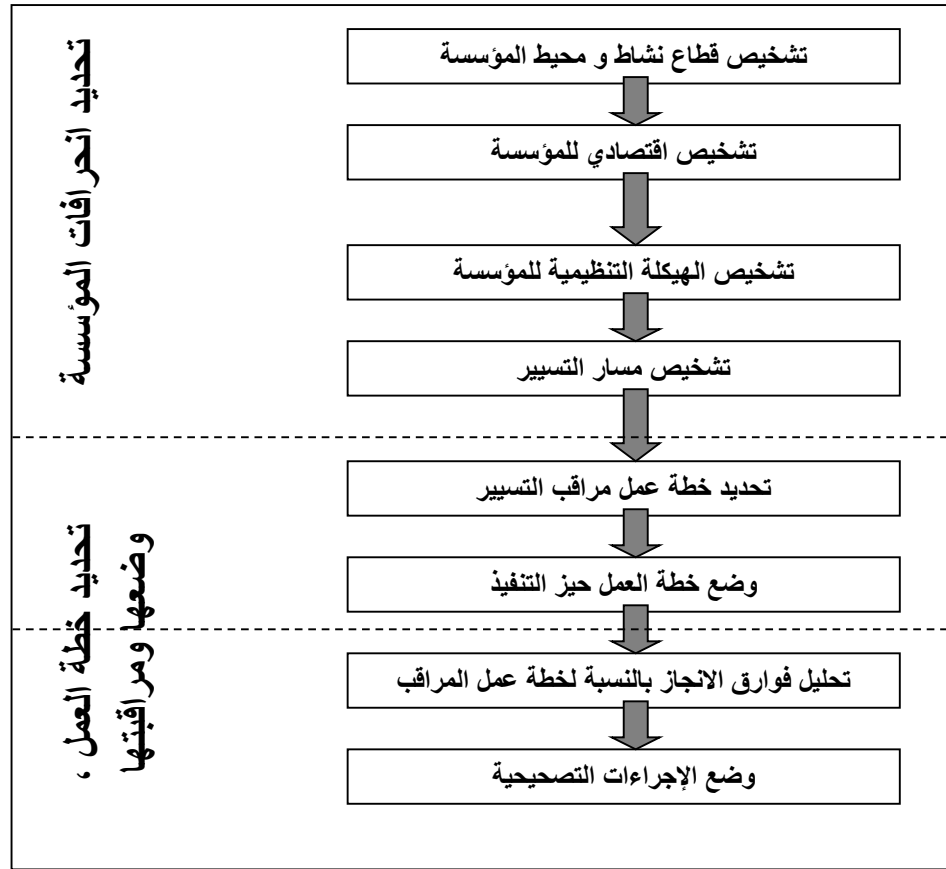 تحديد انحرافات المؤسسة
تشخيص قطاع نشاط و محيط المؤسسة
تشخيص اقتصادي للمؤسسة
تشخيص الهيكلة التنظيمية للمؤسسة
تشخيص مسار التسيير
تحديد خطة العمل ،
وضعها ومراقبتها
تحديد خطة عمل مراقب التسيير
وضع خطة العمل حيز التنفيذ
تحليل فوارق الانجاز بالنسبة لخطة عمل المراقب
وضع الإجراءات التصحيحية